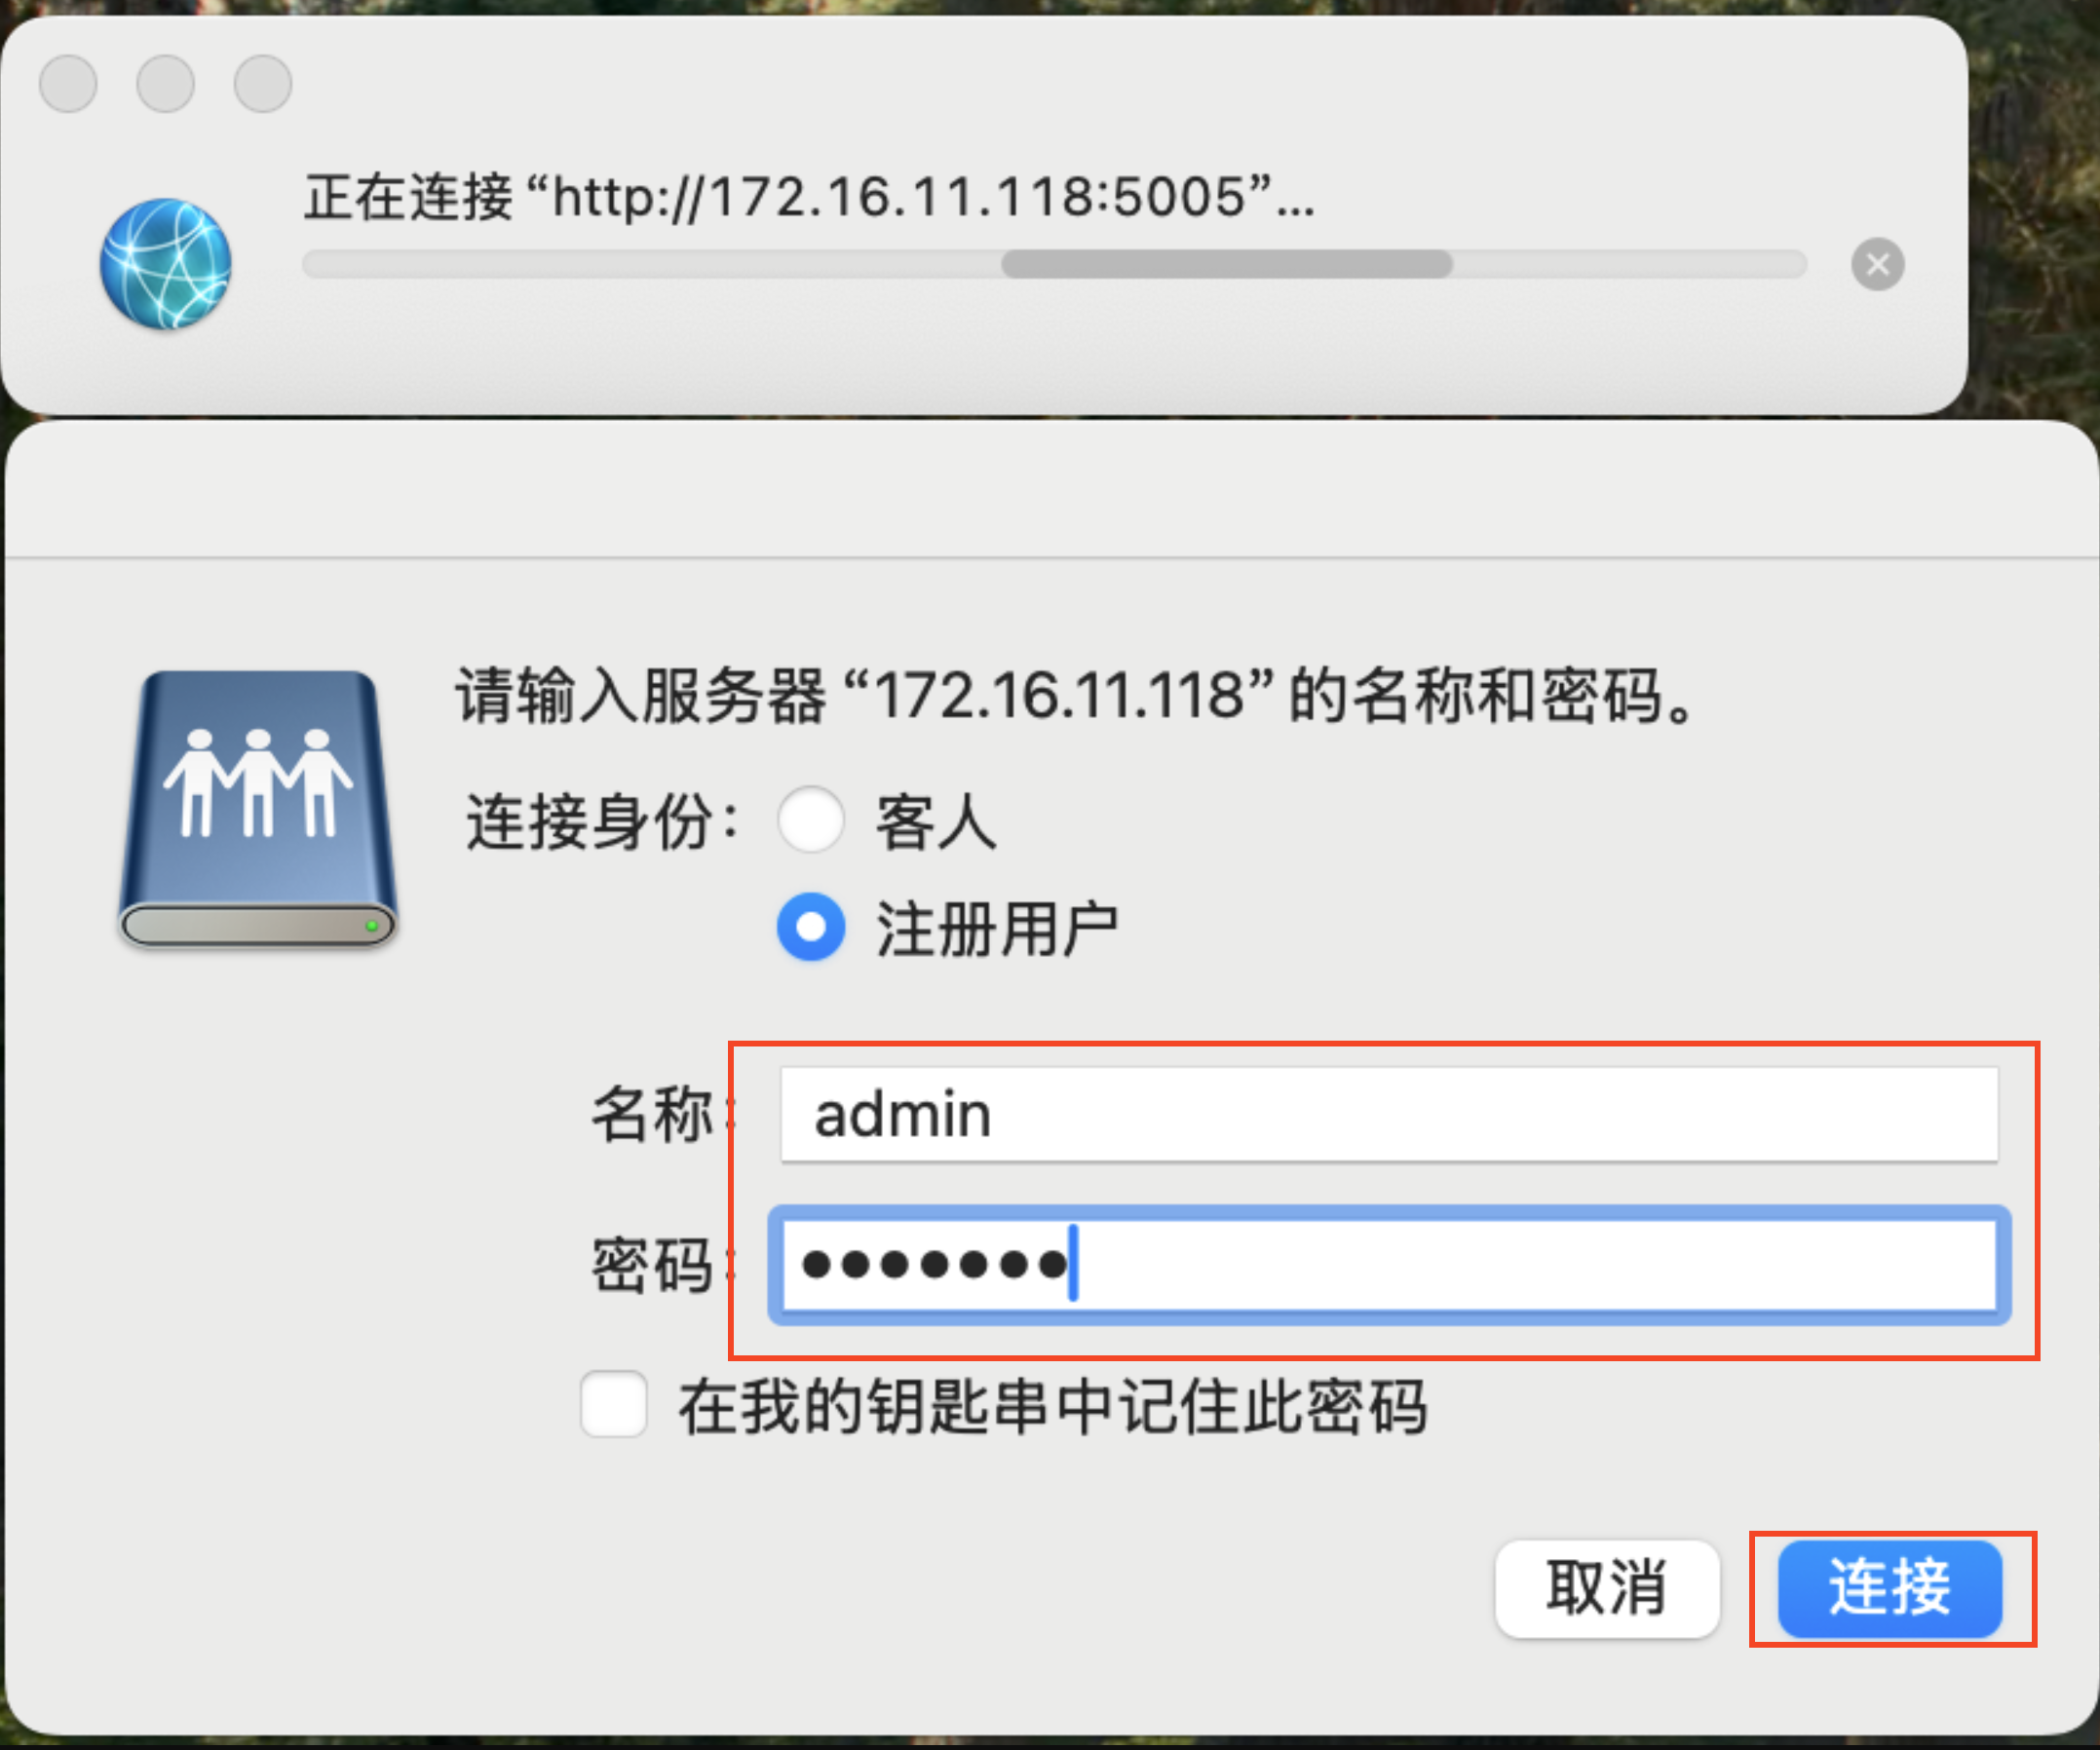 正在连接“http://172.16.11.118:5005”...
请输入服务器“172.16.11.118”的名称和密码。
连接身份：
客人
注册用户
名称：
admin
密码：
•••••••
在我的钥匙串中记住此密码
取消
连接